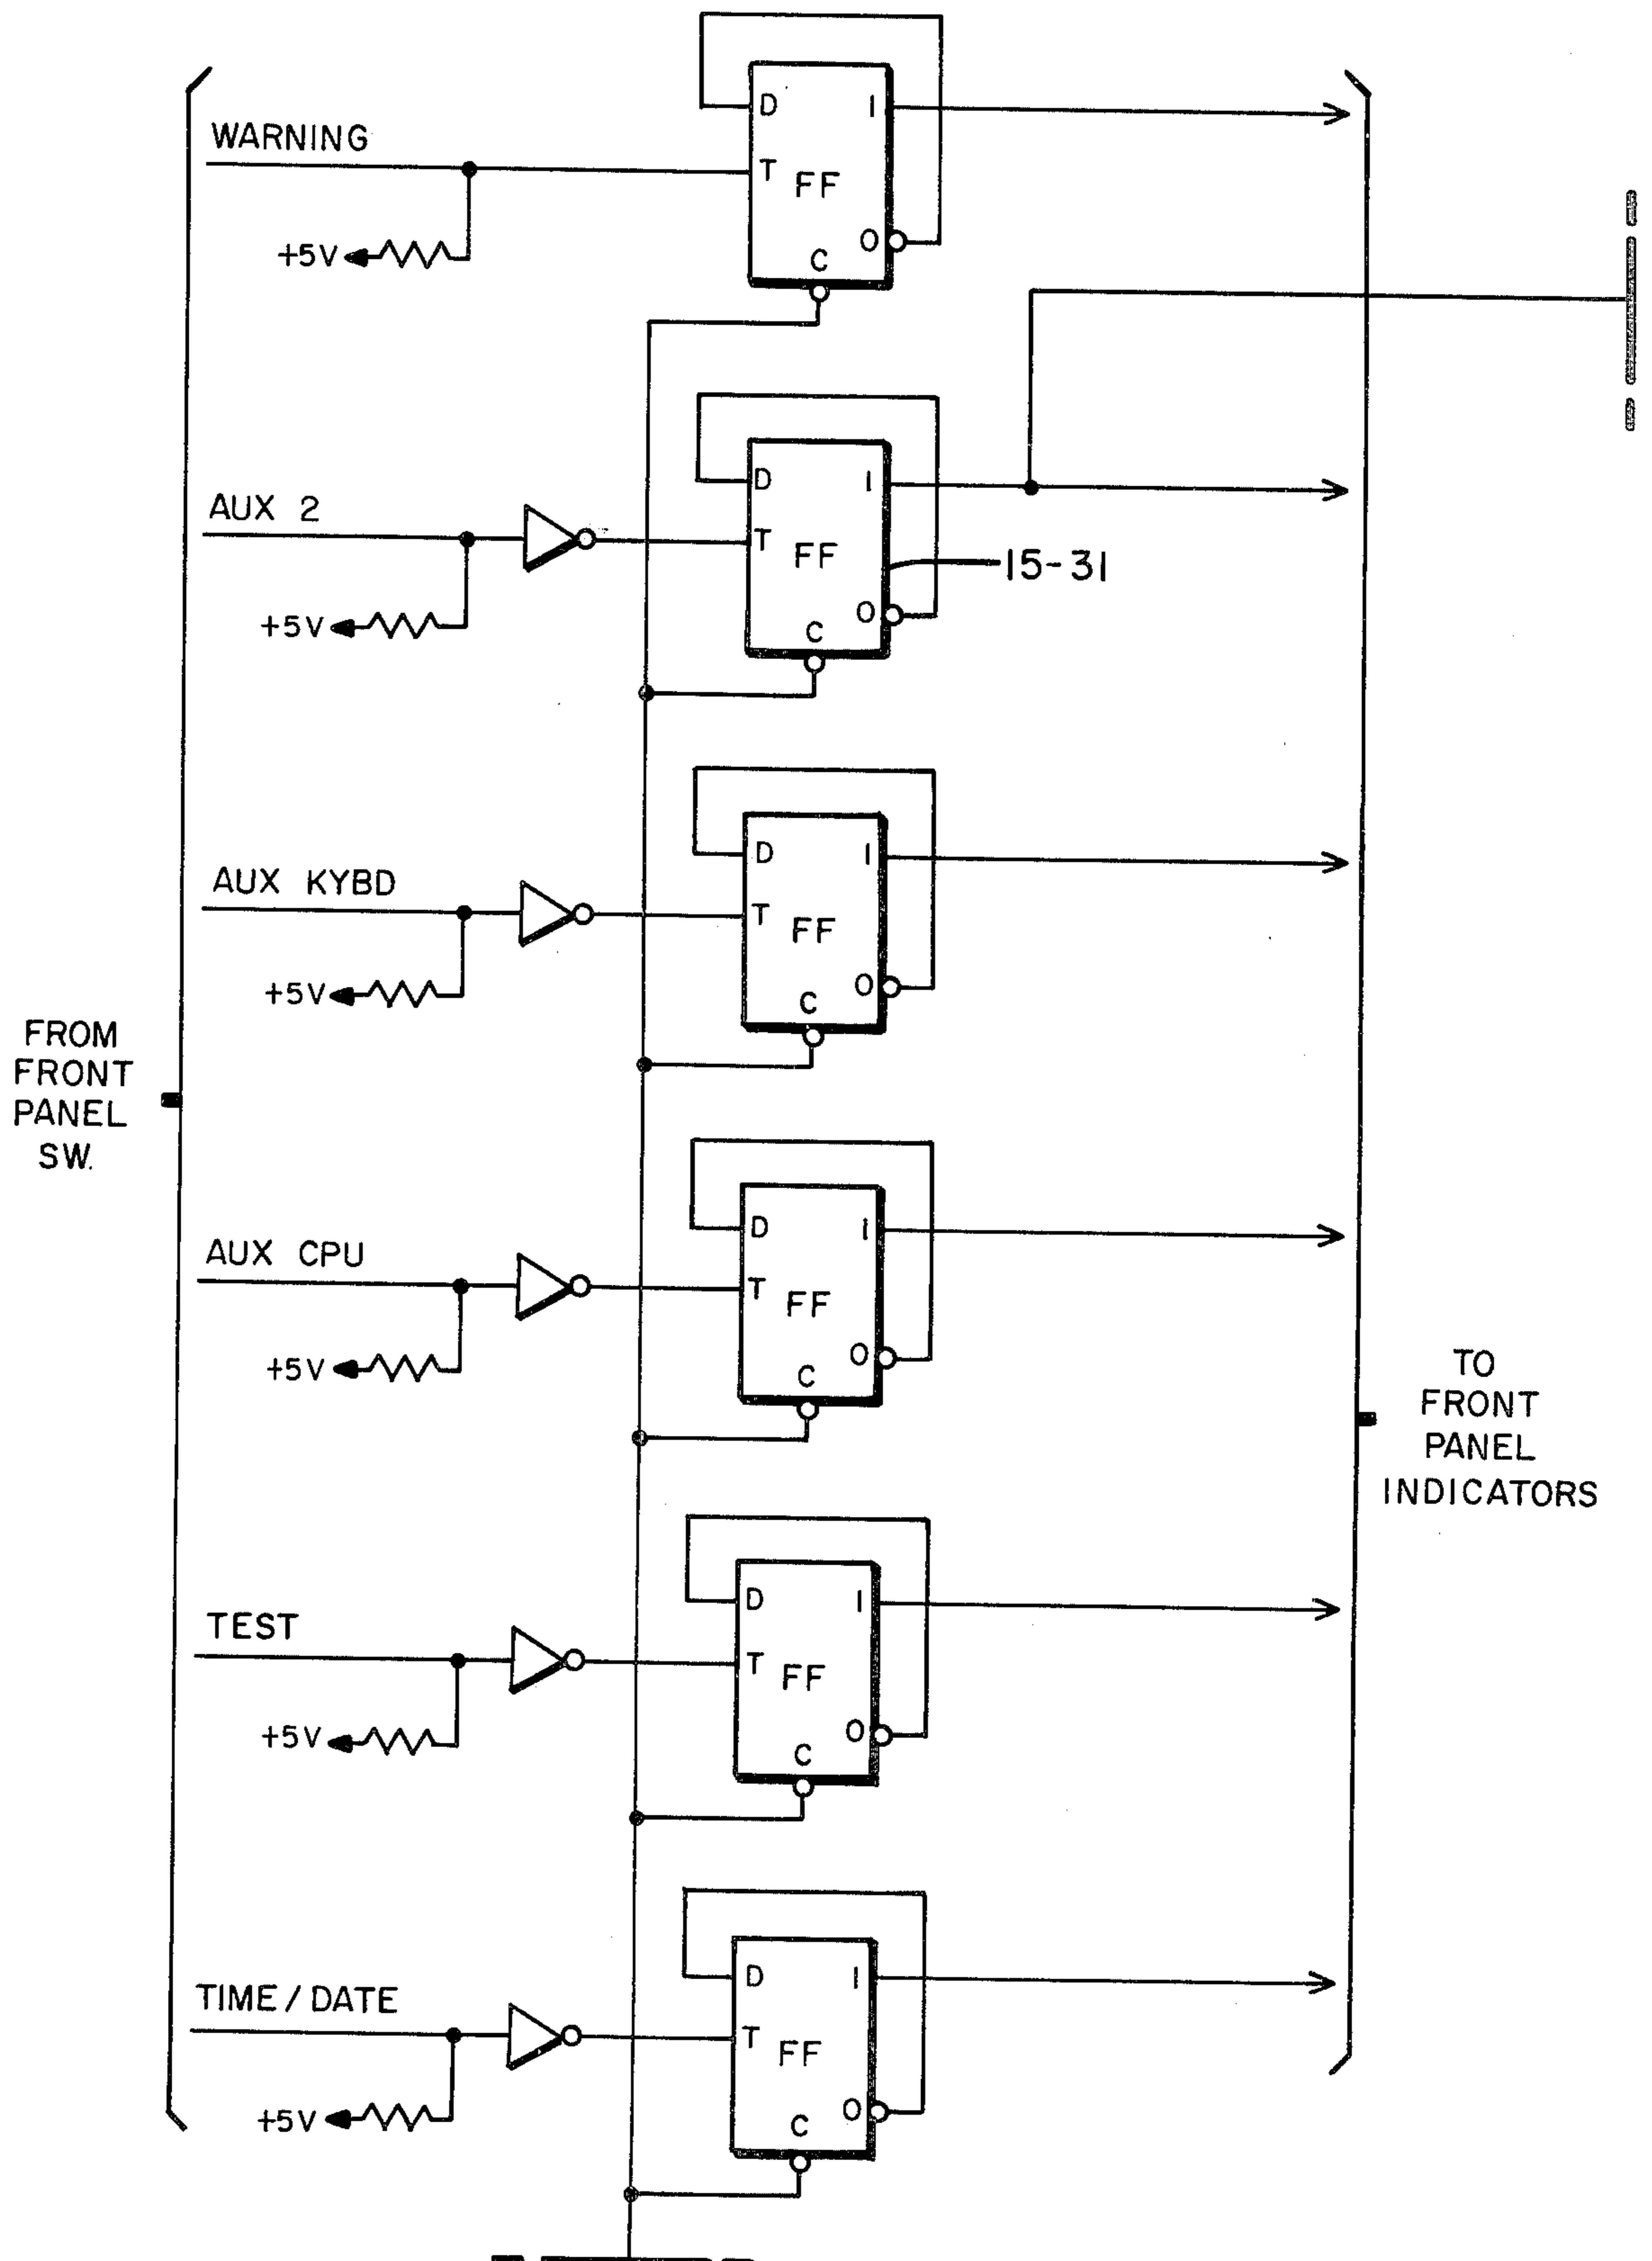 WARNING
+5V
D 1
T FF
C 0
AUX 2
+5V
D 1
T FF
C 0
15-31
AUX KYBD
+5V
D 1
T FF
C 0
FROM
FRONT
PANEL
SW.
AUX CPU
+5V
D 1
T FF
C 0
TO
FRONT
PANEL
INDICATORS
TEST
+5V
D 1
T FF
C 0
TIME/DATE
+5V
D 1
T FF
C 0